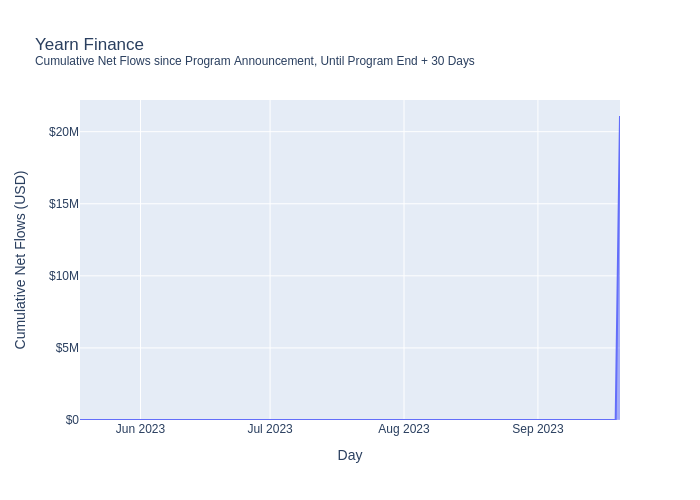 Yearn Finance
Cumulative Net Flows since Program Announcement, Until Program End + 30 Days
Cumulative Net Flows (USD)
$20M
$15M
$10M
$5M
$0
Jun 2023
Jul 2023
Aug 2023
Sep 2023
Day